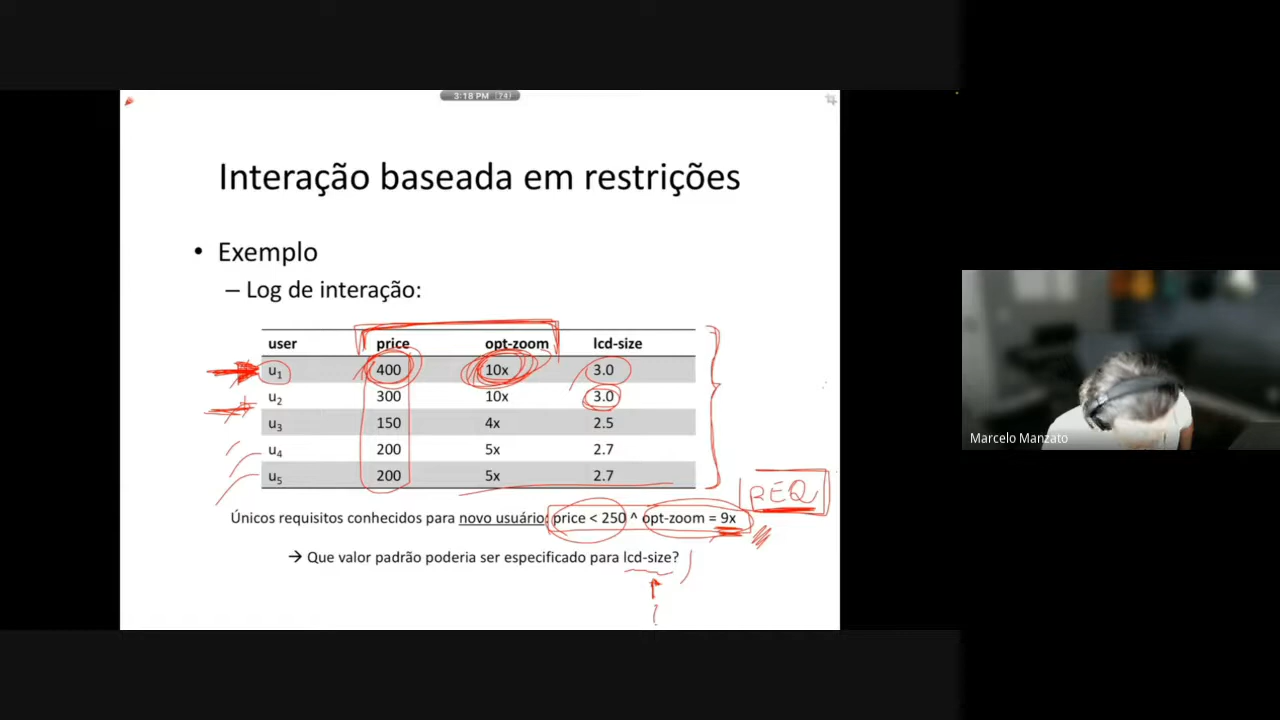 3:18 PM (74)
Interação baseada em restrições
• Exemplo
– Log de interação:
user price opt-zoom lcd-size
u1 400 10x 3.0
u2 300 10x 3.0
u3 150 4x 2.5
u4 200 5x 2.7
u5 200 5x 2.7
REQ
Únicos requisitos conhecidos para novo usuário: price < 250 ^ opt-zoom = 9x
→ Que valor padrão poderia ser especificado para lcd-size?
Marcelo Manzato